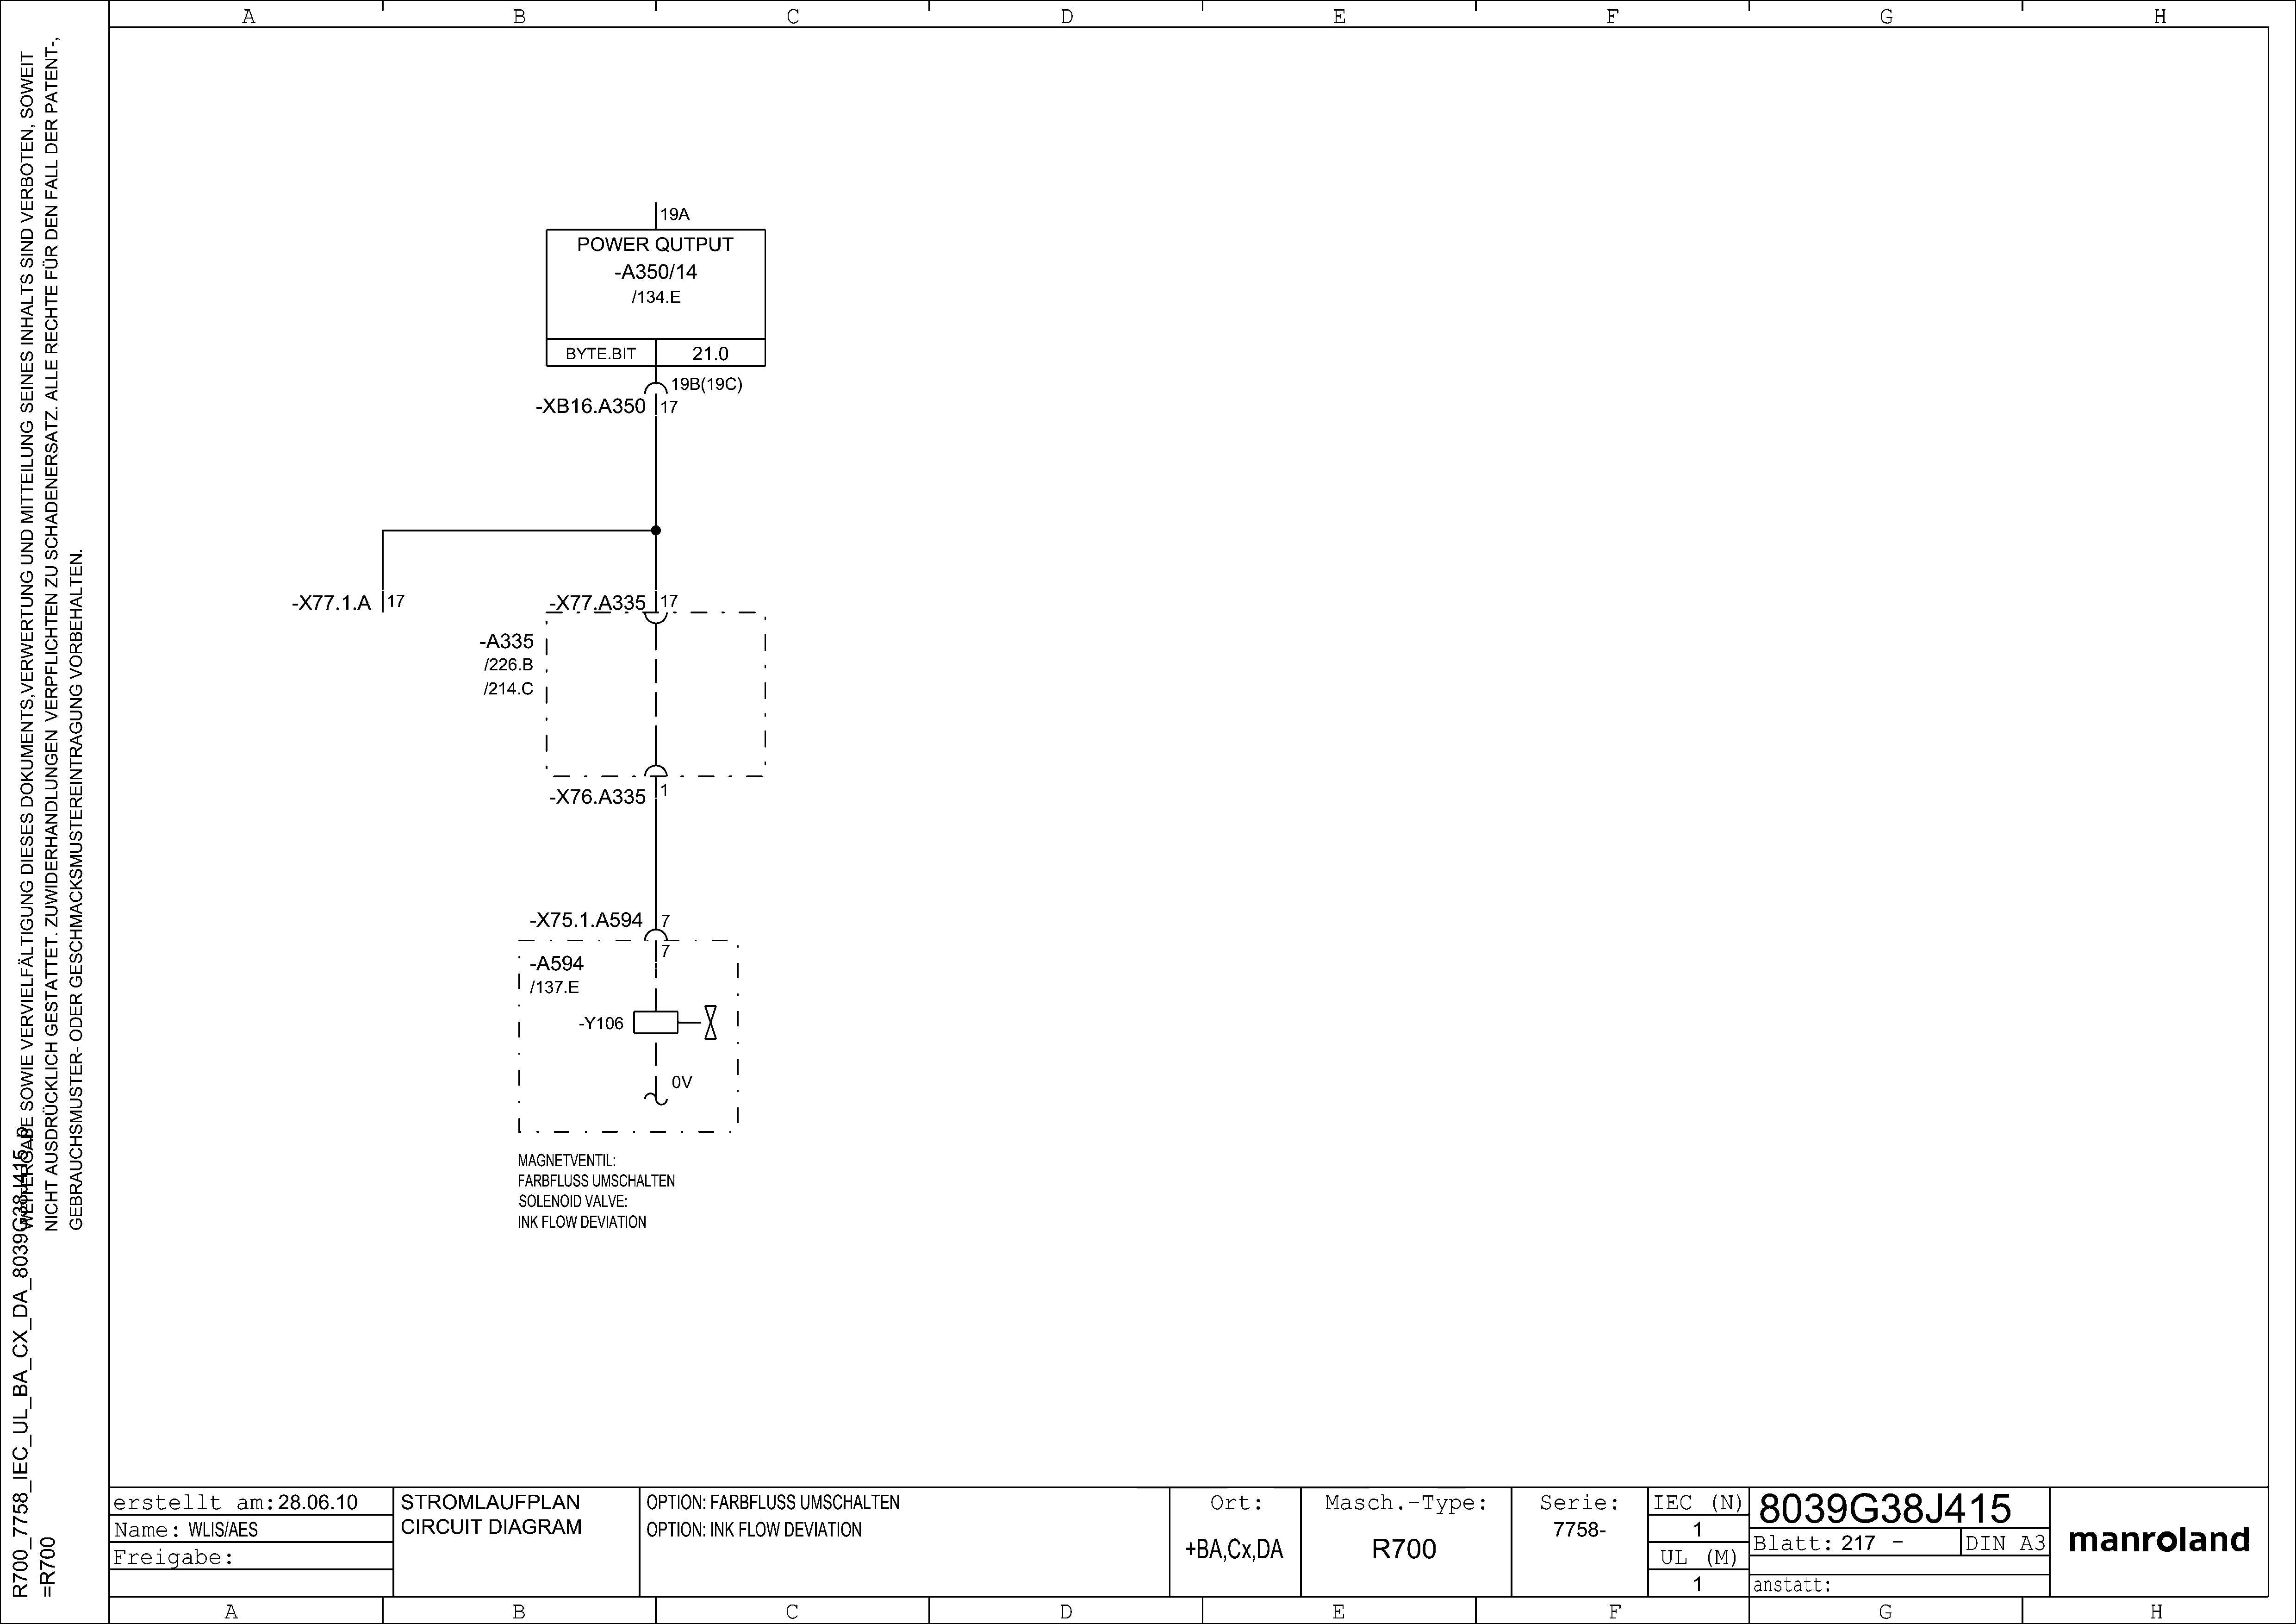 A B C D E F G H
WEITERGABE SOWIE VERVIELFÄLTIGUNG DIESES DOKUMENTS,VERWERTUNG UND MITTEILUNG SEINES INHALTS SIND VERBOTEN, SOWEIT
NICHT AUSDRÜCKLICH GESTATTET. ZUWIDERHANDLUNGEN VERPFLICHTEN ZU SCHADENERSATZ. ALLE RECHTE FÜR DEN FALL DER PATENT-,
GEBRAUCHSMUSTER- ODER GESCHMACKSMUSTEREINTRAGUNG VORBEHALTEN.
R700_7758_IEC_UL_BA_CX_DA_8039G38J415_p
=R700
19A
POWER QUTPUT
-A350/14
/134.E
BYTE.BIT 21.0
19B(19C)
-XB16.A350 17
-X77.1.A 17
-X77.A335 17
-A335
/226.B
/214.C
-X76.A335 1
-X75.1.A594 7
7
-A594
/137.E
-Y106
0V
MAGNETVENTIL:
FARBFLUSS UMSCHALTEN
SOLENOID VALVE:
INK FLOW DEVIATION
erstellt am: 28.06.10
Name: WLIS/AES
Freigabe:
STROMLAUFPLAN
CIRCUIT DIAGRAM
OPTION: FARBFLUSS UMSCHALTEN
OPTION: INK FLOW DEVIATION
Ort:
+BA,Cx,DA
Masch.-Type:
R700
Serie:
7758-
IEC (N)
1
UL (M)
1
8039G38J415
Blatt: 217 - DIN A3
anstatt:
manroland
A B C D E F G H